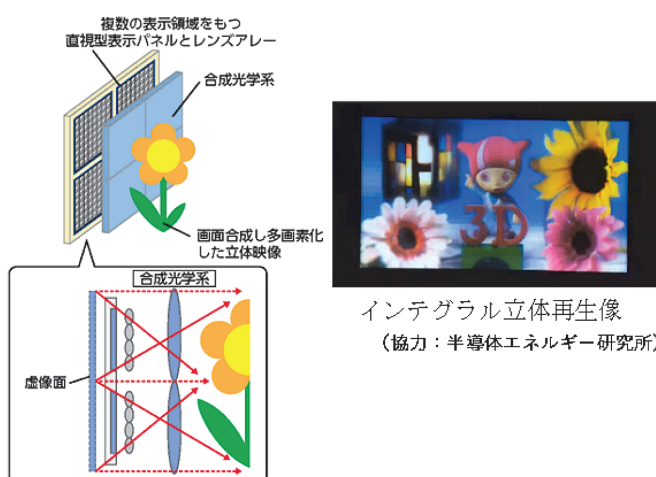 複数の表示領域をもつ
直視型表示パネルとレンズアレー
合成光学系
画面合成し多画素化
した立体映像
合成光学系
虚像面
3D
インテグラル立体再生像
(協力：半導体エネルギー研究所)